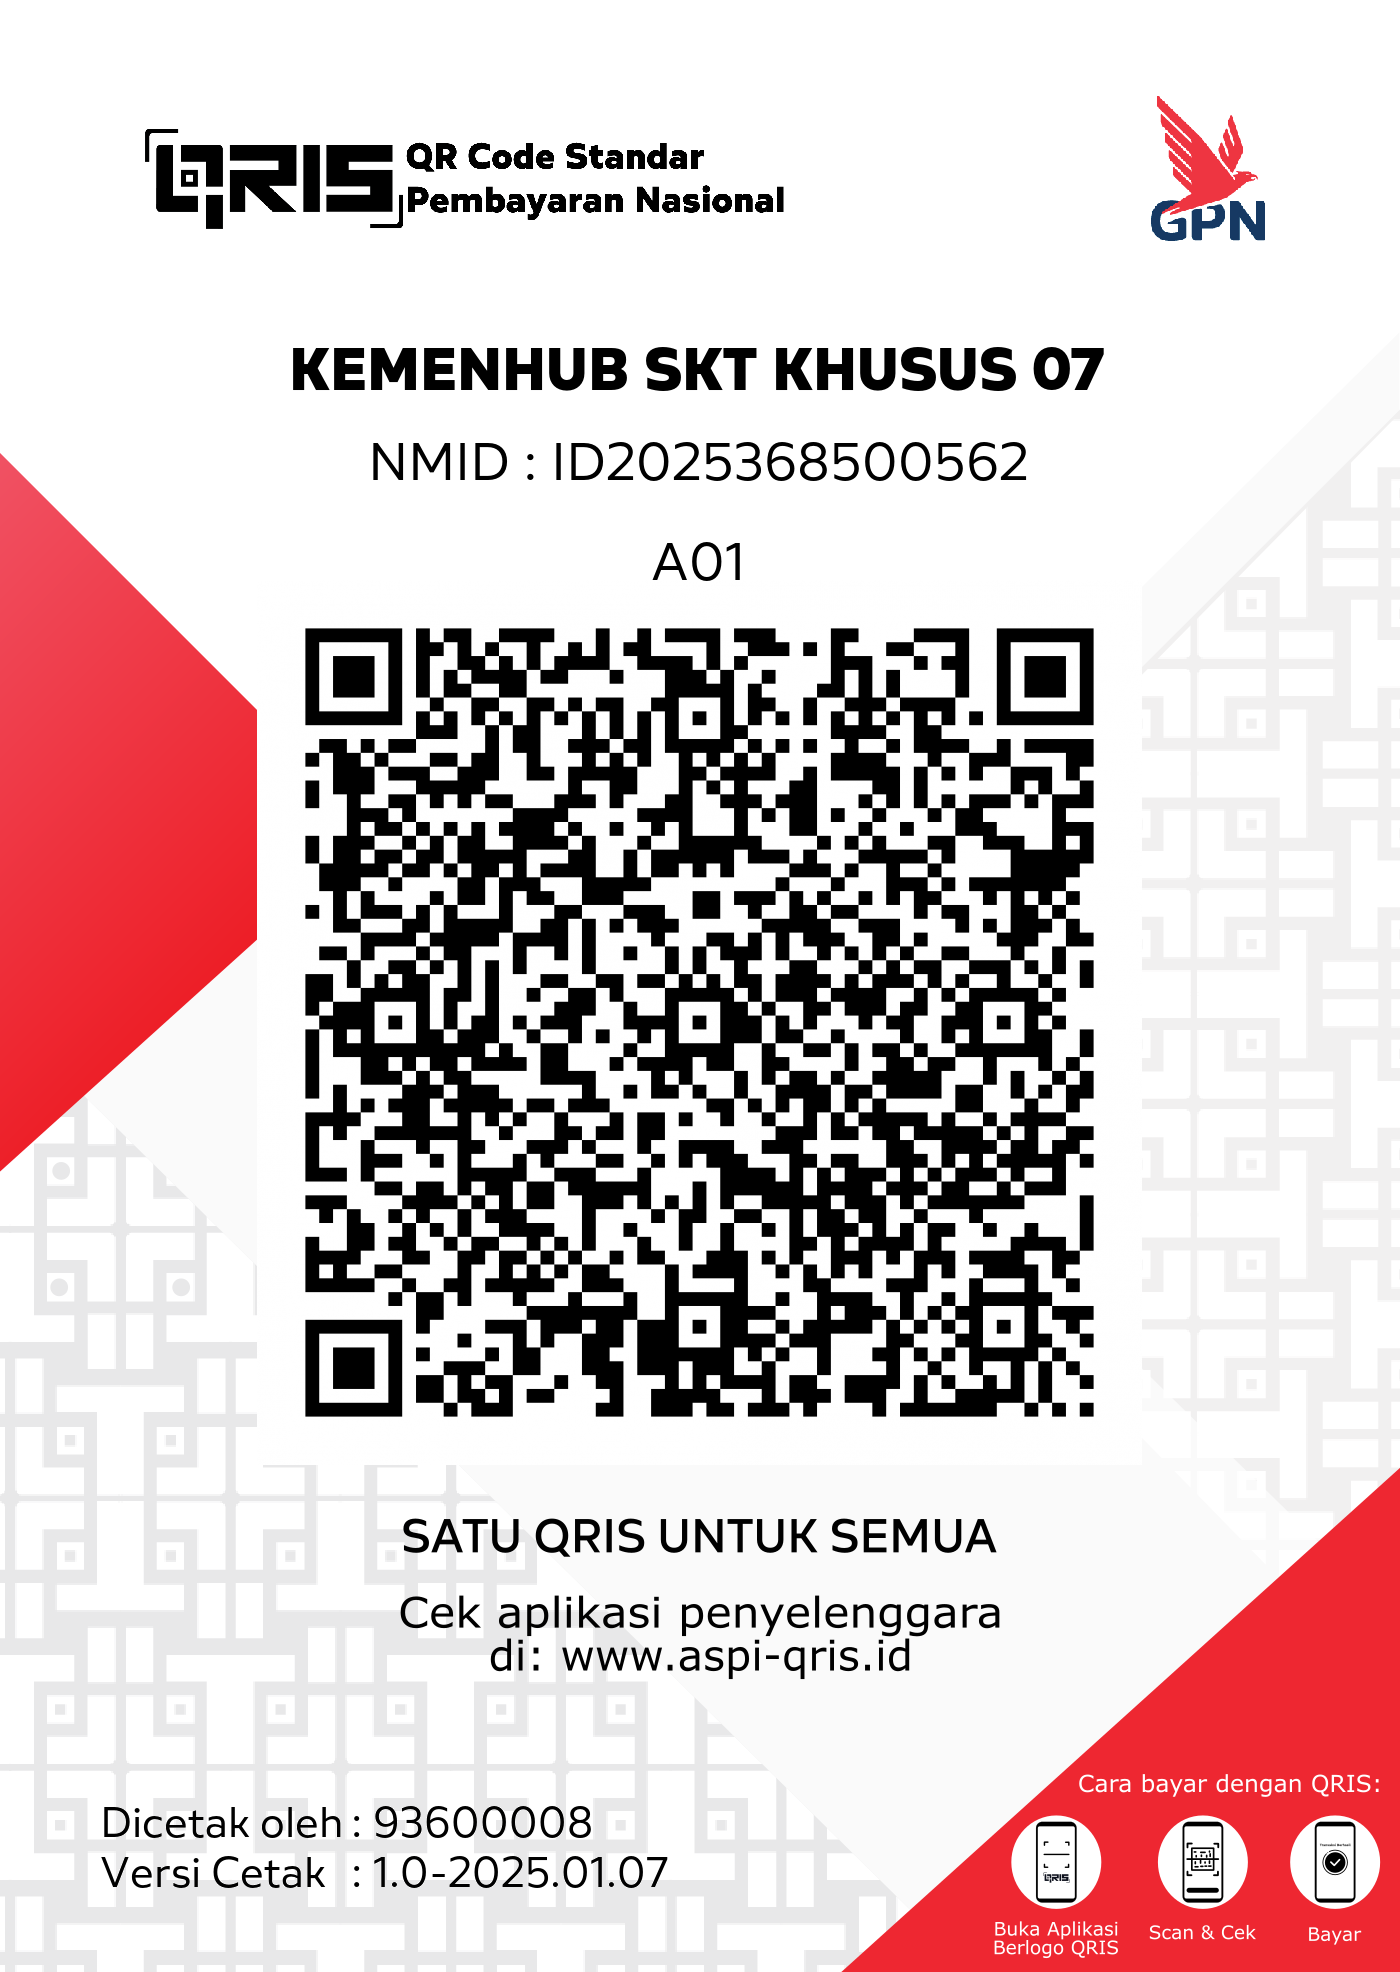 QRIS QR Code Standar
Pembayaran Nasional
GPN
KEMENHUB SKT KHUSUS 07
NMID : ID2025368500562
A01
SATU QRIS UNTUK SEMUA
Cek aplikasi penyelenggara
di: www.aspi-qris.id
Dicetak oleh : 93600008
Versi Cetak : 1.0-2025.01.07
Cara bayar dengan QRIS:
QRIS
Buka Aplikasi
Berlogo QRIS
Scan & Cek
Bayar